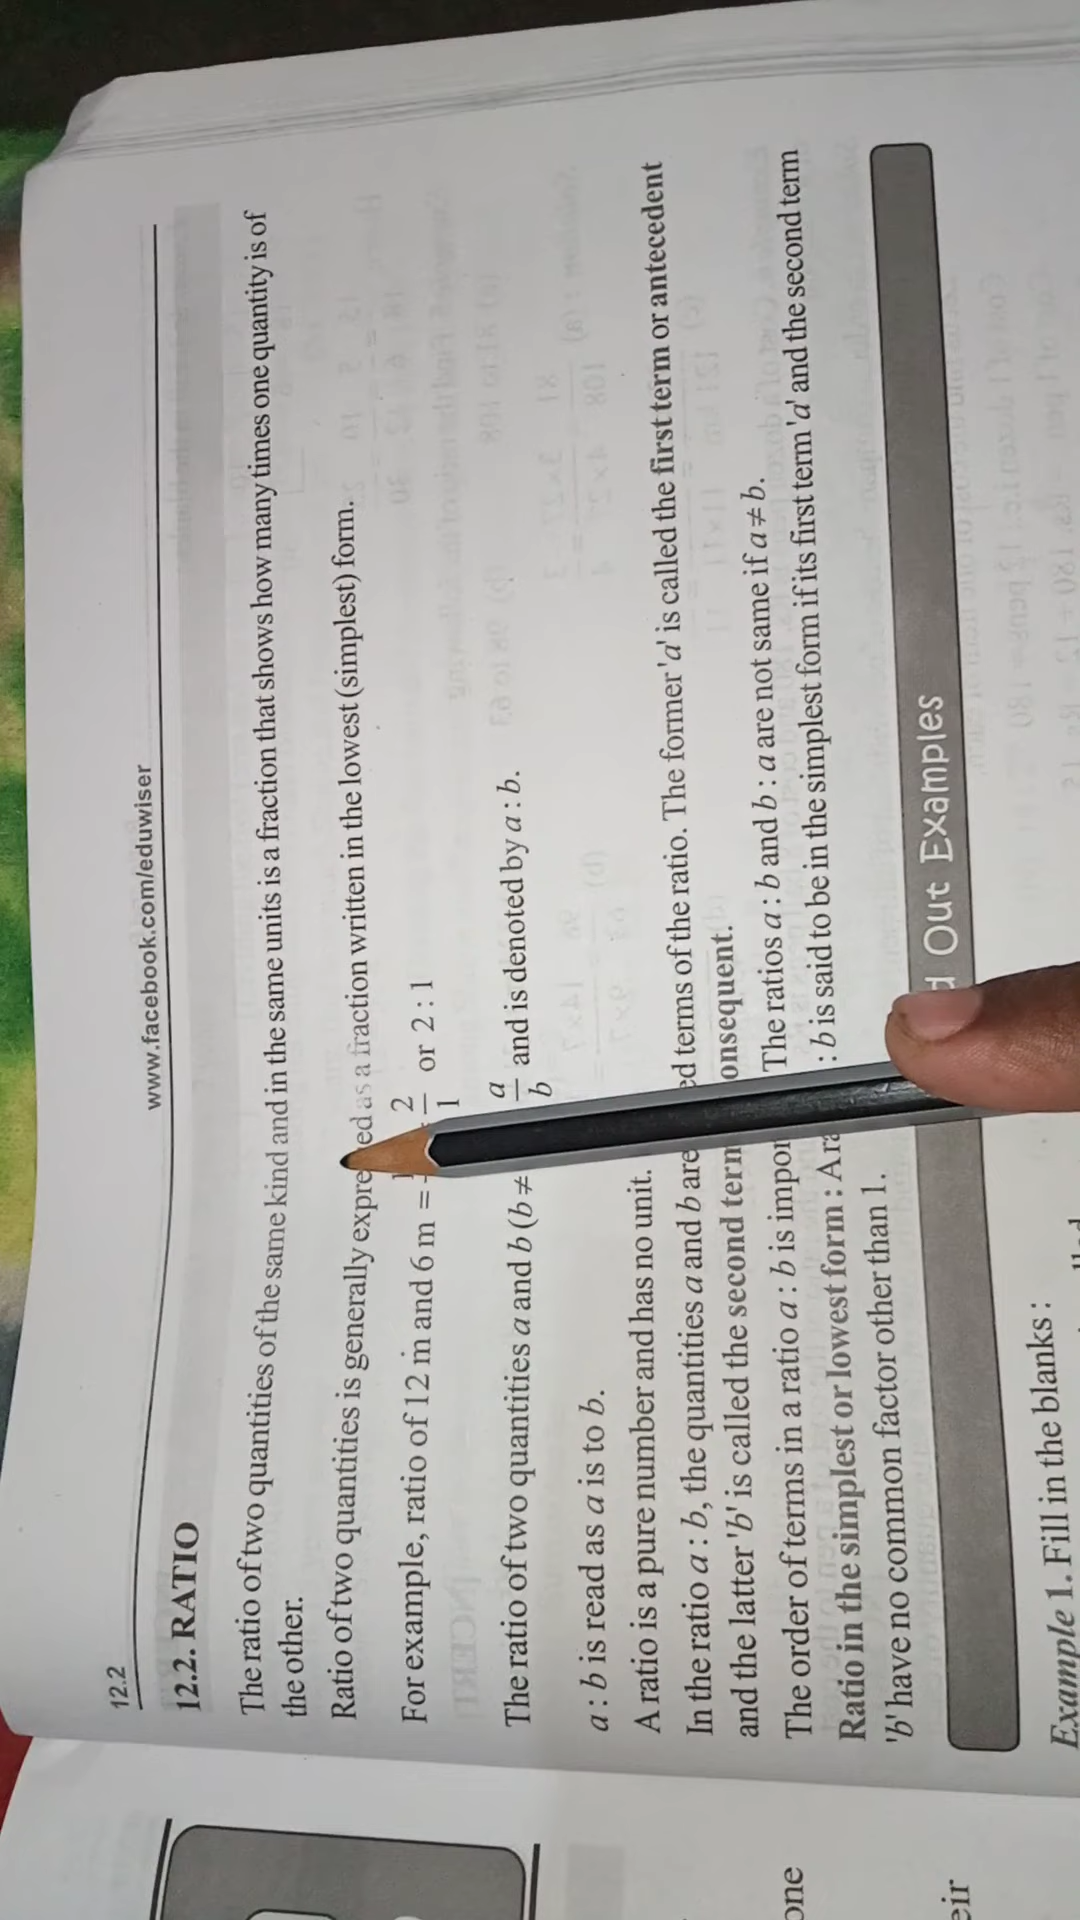 12.2
www.facebook.com/eduwiser
12.2. RATIO
The ratio of two quantities of the same kind and in the same units is a fraction that shows how many times one quantity is of
the other.
Ratio of two quantities is generally expre ed as a fraction written in the lowest (simplest) form.
For example, ratio of 12 m and 6 m = 2/1 or 2 : 1
The ratio of two quantities a and b (b ≠ a/b and is denoted by a : b.
a : b is read as a is to b.
A ratio is a pure number and has no unit.
In the ratio a : b, the quantities a and b are ed terms of the ratio. The former 'a' is called the first term or antecedent
and the latter 'b' is called the second term onsequent.
The order of terms in a ratio a : b is impor The ratios a : b and b : a are not same if a ≠ b.
Ratio in the simplest or lowest form : A ra : b is said to be in the simplest form if its first term 'a' and the second term
'b' have no common factor other than 1.
d Out Examples
Example 1. Fill in the blanks :
one
eir